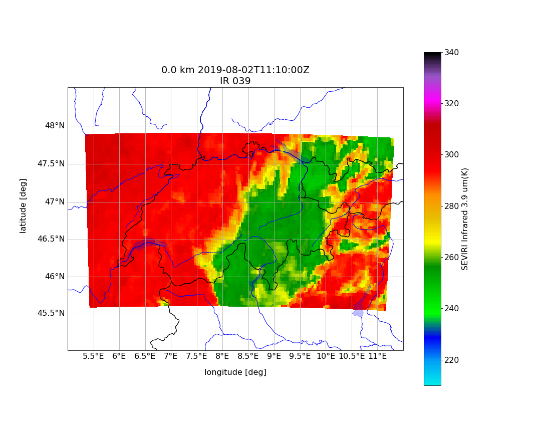 0.0 km 2019-08-02T11:10:00Z
IR 039
48°N
47.5°N
47°N
46.5°N
46°N
45.5°N
latitude [deg]
5.5°E 6°E 6.5°E 7°E 7.5°E 8°E 8.5°E 9°E 9.5°E 10°E 10.5°E 11°E
longitude [deg]
340
320
300
280
260
240
220
SEVIRI Infrared 3.9 um(K)